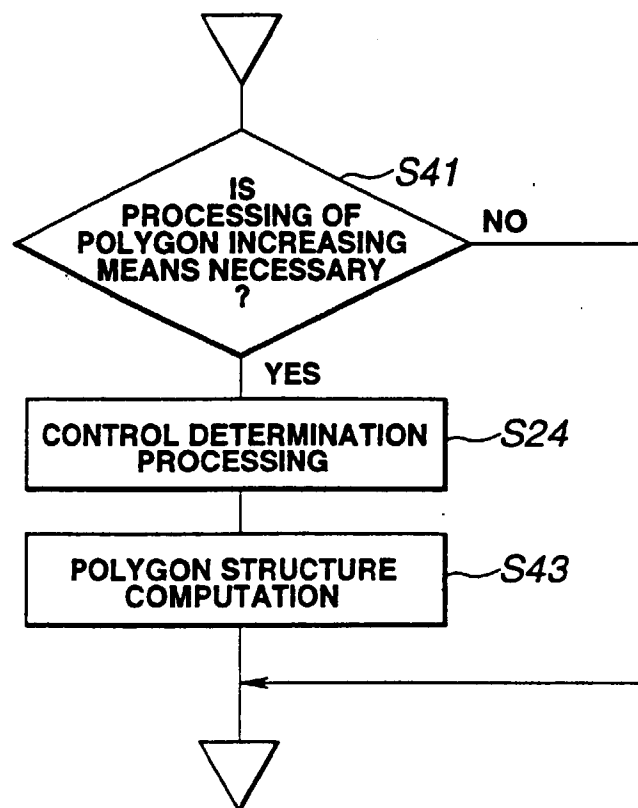 IS
PROCESSING OF
POLYGON INCREASING
MEANS NECESSARY
?
S41
NO
YES
CONTROL DETERMINATION
PROCESSING
S24
POLYGON STRUCTURE
COMPUTATION
S43